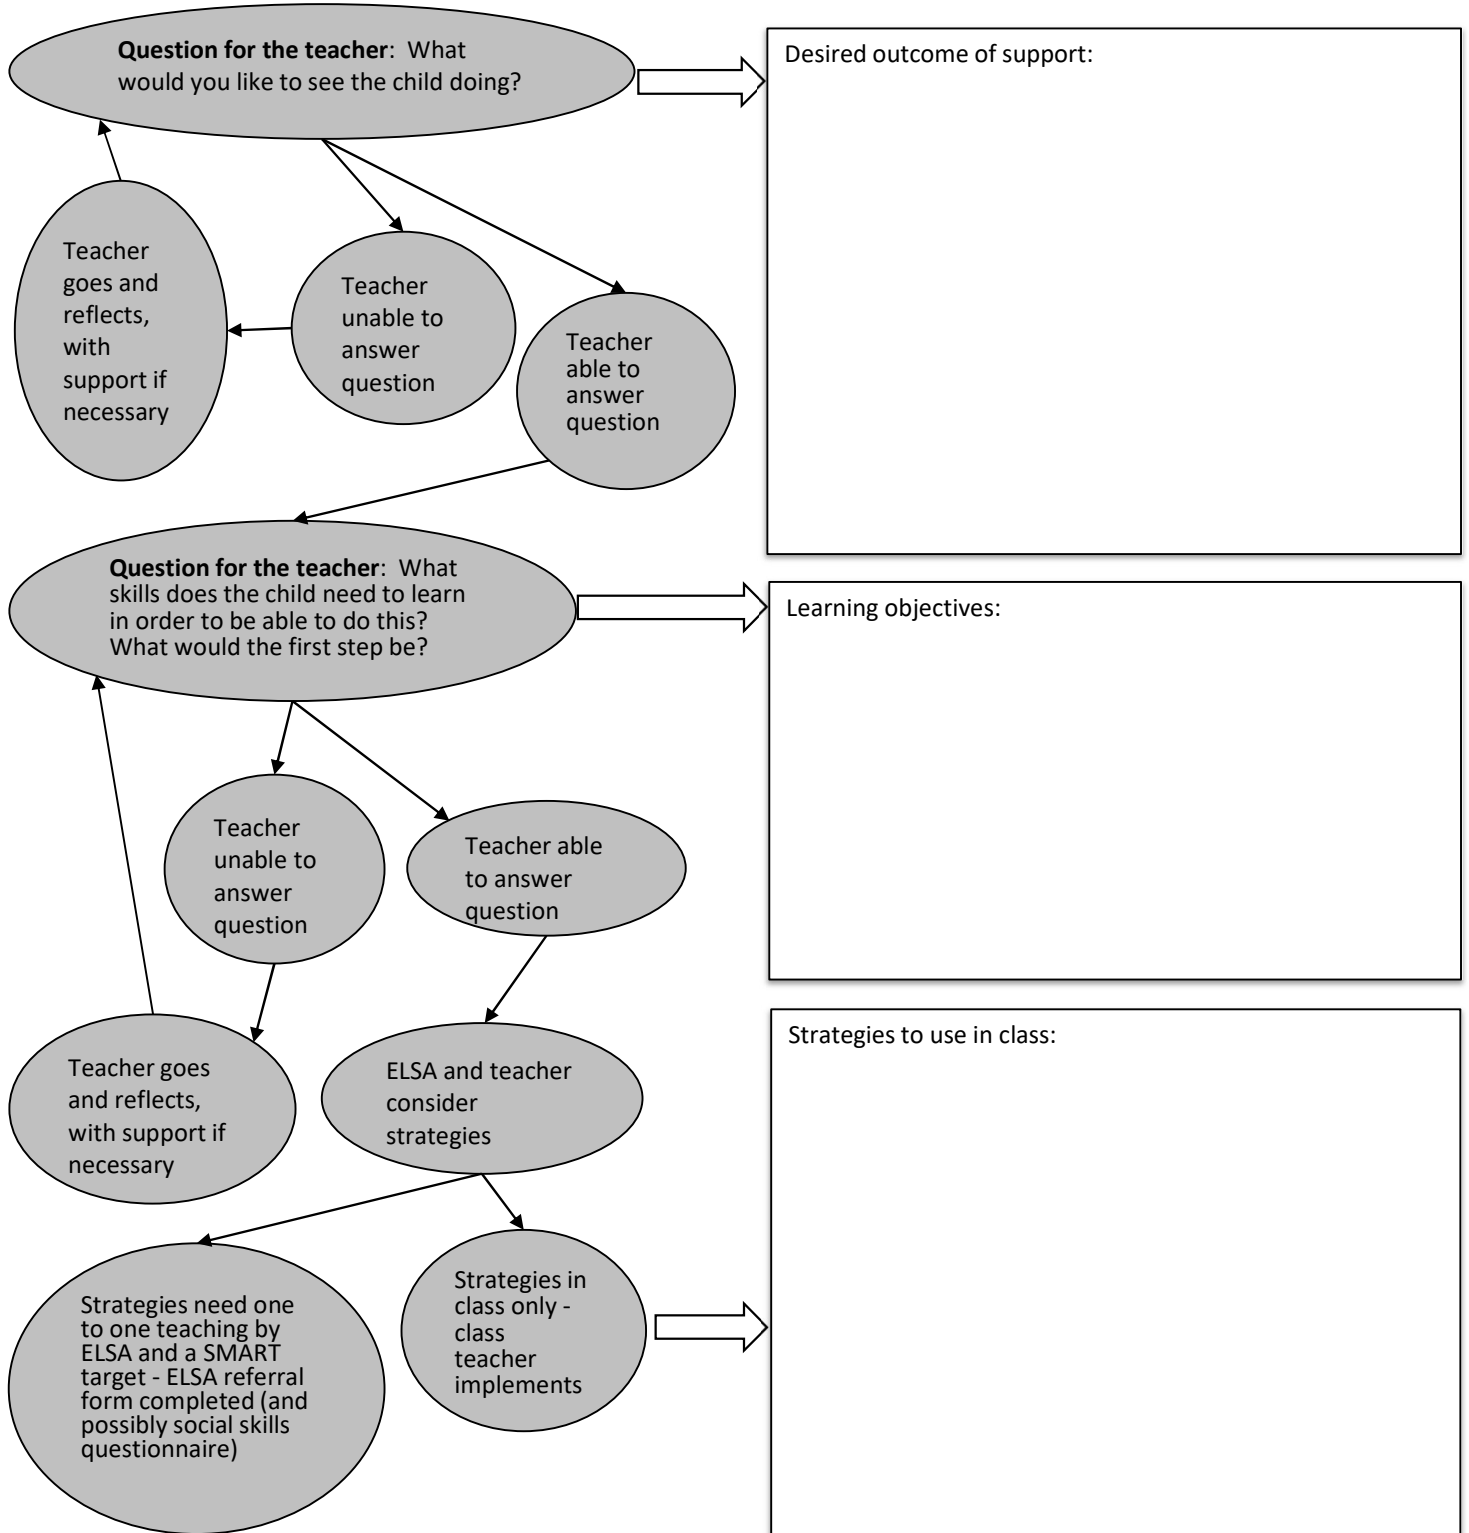 Question for the teacher:  What
would you like to see the child doing?
Desired outcome of support:
Teacher
goes and
reflects,
with
support if
necessary
Teacher
unable to
answer
question
Teacher
able to
answer
question
Question for the teacher:  What
skills does the child need to learn
in order to be able to do this?
What would the first step be?
Learning objectives:
Teacher
unable to
answer
question
Teacher able
to answer
question
Teacher goes
and reflects,
with support if
necessary
ELSA and teacher
consider
strategies
Strategies to use in class:
Strategies need one
to one teaching by
ELSA and a SMART
target - ELSA referral
form completed (and
possibly social skills
questionnaire)
Strategies in
class only -
class
teacher
implements